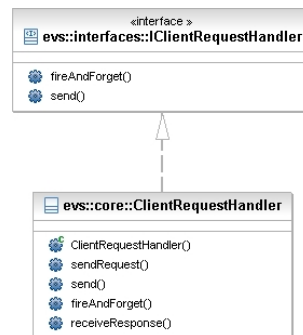 «interface »
evs::interfaces::IClientRequestHandler
fireAndForget()
send()
evs::core::ClientRequestHandler
ClientRequestHandler()
sendRequest()
send()
fireAndForget()
receiveResponse()